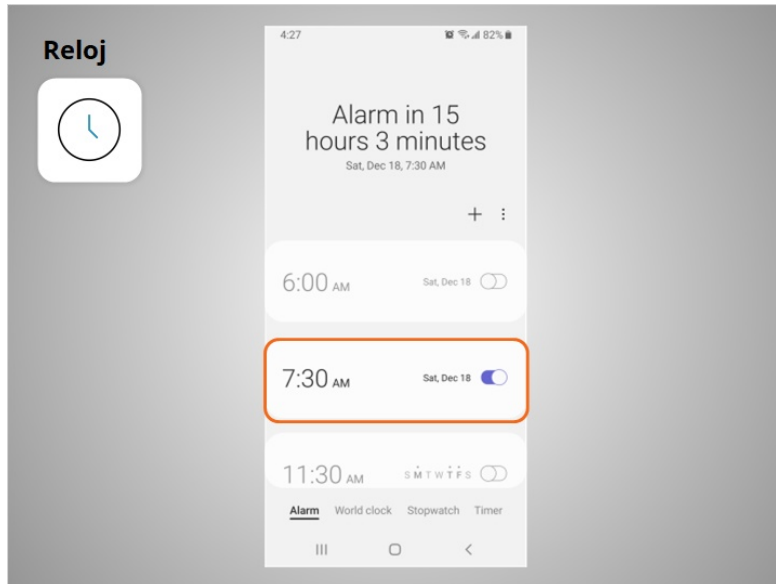 Reloj
4:27 82%
Alarm in 15
hours 3 minutes
Sat, Dec 18, 7:30 AM
6:00 AM Sat, Dec 18
7:30 AM Sat, Dec 18
11:30 AM S M T W T F S
Alarm World clock Stopwatch Timer